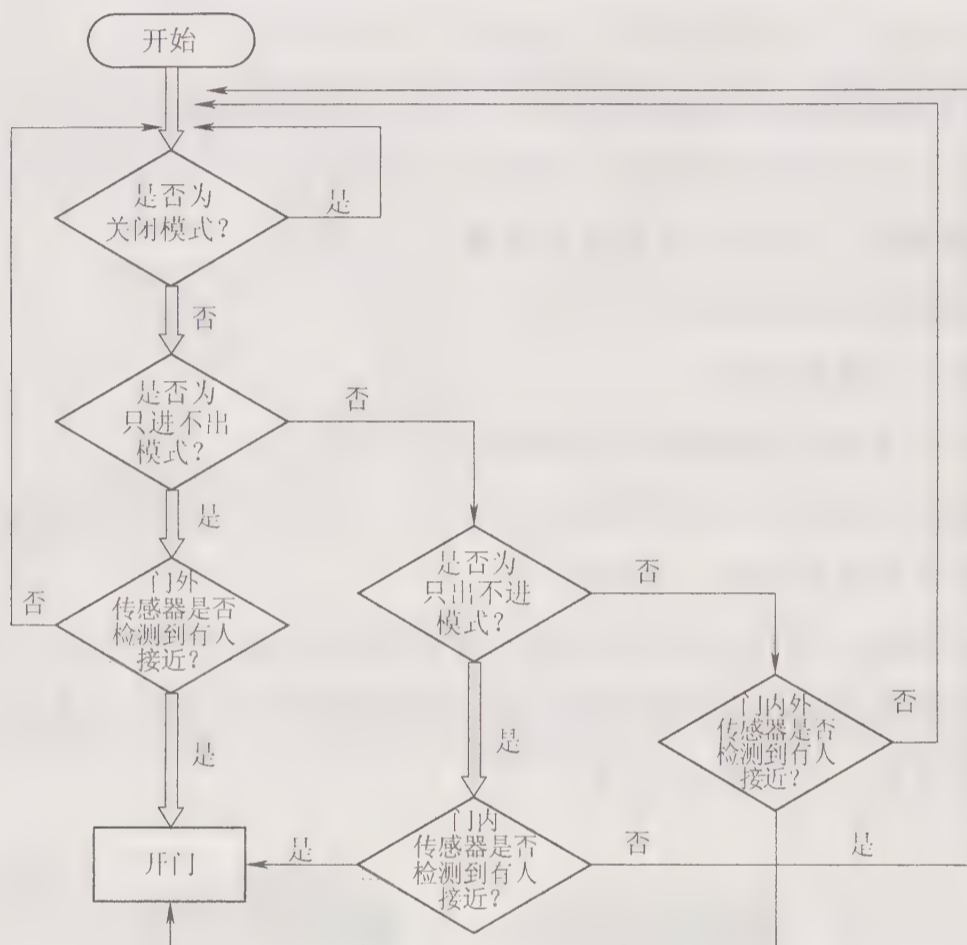 开始
是否为
关闭模式？
是
否
是否为
只进不出
模式？
否
是
门外
传感器是否
检测到有人
接近？
否
是
是否为
只出不进
模式？
否
是
门内外
传感器是否
检测到有人
接近？
否
是
门内
传感器是否
检测到有人
接近？
是
否
开门